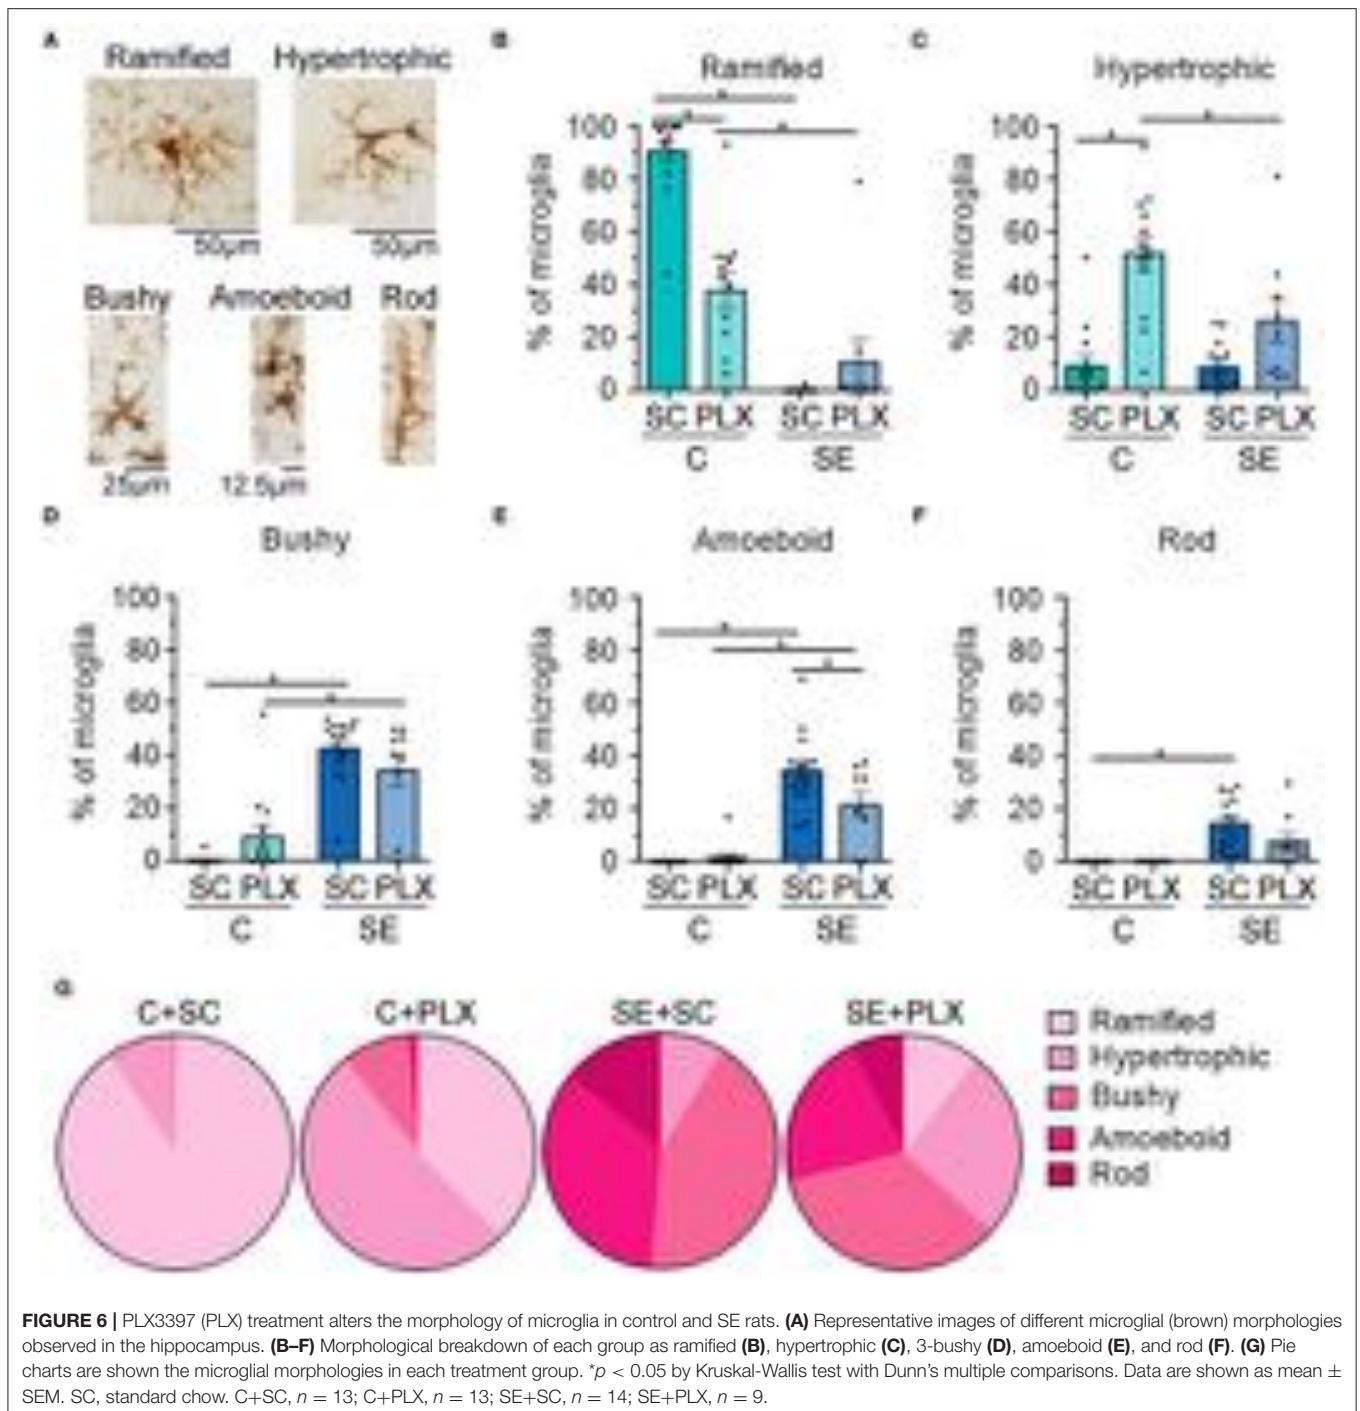 A
Ramified Hypertrophic
50µm 50µm
Bushy Amoeboid Rod
25µm 12.5µm
B
Ramified
% of microglia
100
80
60
40
20
0
SC PLX SC PLX
C SE
C
Hypertrophic
% of microglia
100
80
60
40
20
0
SC PLX SC PLX
C SE
D
Bushy
% of microglia
100
80
60
40
20
0
SC PLX SC PLX
C SE
E
Amoeboid
% of microglia
100
80
60
40
20
0
SC PLX SC PLX
C SE
F
Rod
% of microglia
100
80
60
40
20
0
SC PLX SC PLX
C SE
G
C+SC C+PLX SE+SC SE+PLX
Ramified
Hypertrophic
Bushy
Amoeboid
Rod
FIGURE 6 | PLX3397 (PLX) treatment alters the morphology of microglia in control and SE rats. (A) Representative images of different microglial (brown) morphologies
observed in the hippocampus. (B–F) Morphological breakdown of each group as ramified (B), hypertrophic (C), 3-bushy (D), amoeboid (E), and rod (F). (G) Pie
charts are shown the microglial morphologies in each treatment group. *p < 0.05 by Kruskal-Wallis test with Dunn's multiple comparisons. Data are shown as mean ±
SEM. SC, standard chow. C+SC, n = 13; C+PLX, n = 13; SE+SC, n = 14; SE+PLX, n = 9.